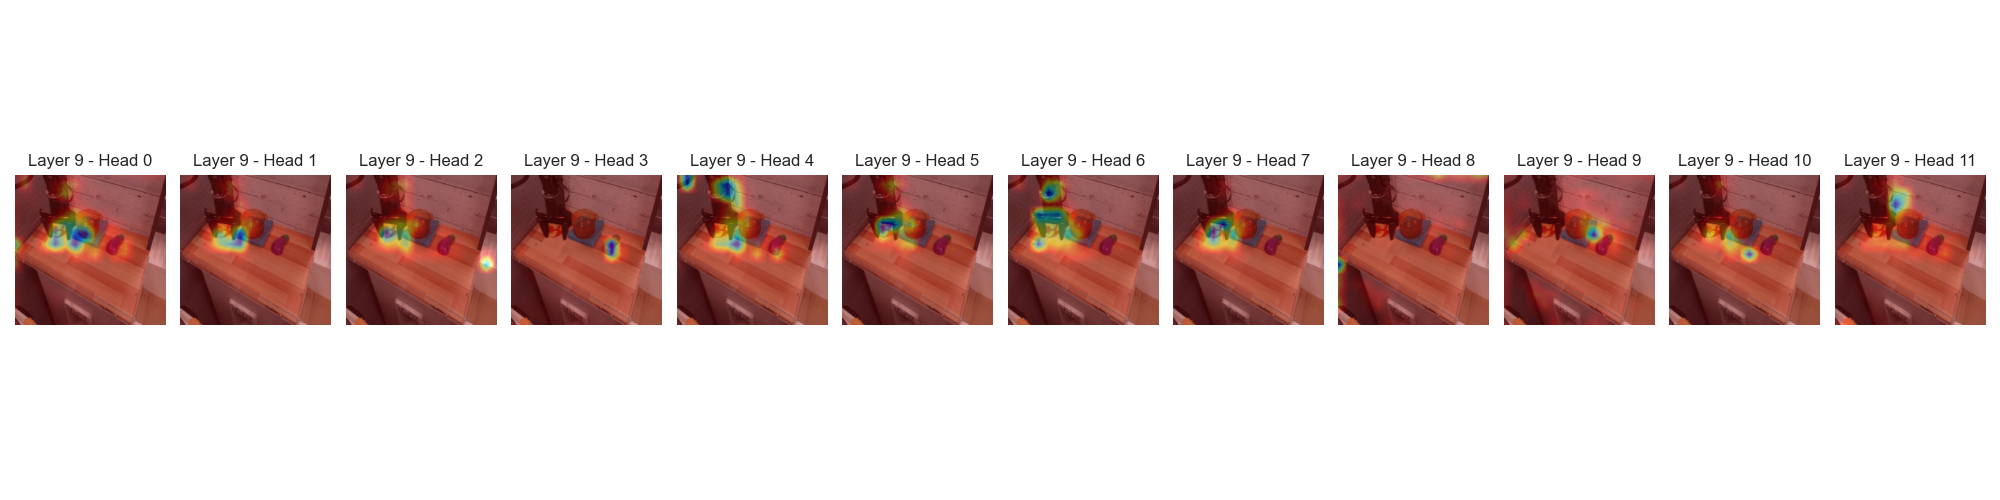 Layer 9 - Head 0
Layer 9 - Head 1
Layer 9 - Head 2
Layer 9 - Head 3
Layer 9 - Head 4
Layer 9 - Head 5
Layer 9 - Head 6
Layer 9 - Head 7
Layer 9 - Head 8
Layer 9 - Head 9
Layer 9 - Head 10
Layer 9 - Head 11